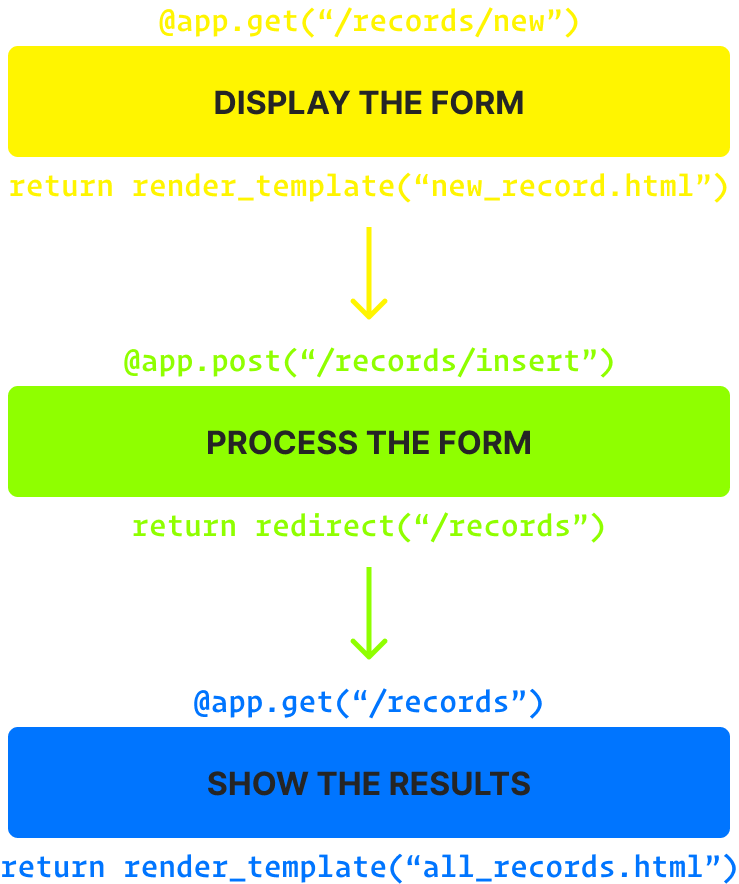 @app.get(“/records/new”)
DISPLAY THE FORM
return render_template(“new_record.html”)
@app.post(“/records/insert”)
PROCESS THE FORM
return redirect(“/records”)
@app.get(“/records”)
SHOW THE RESULTS
return render_template(“all_records.html”)